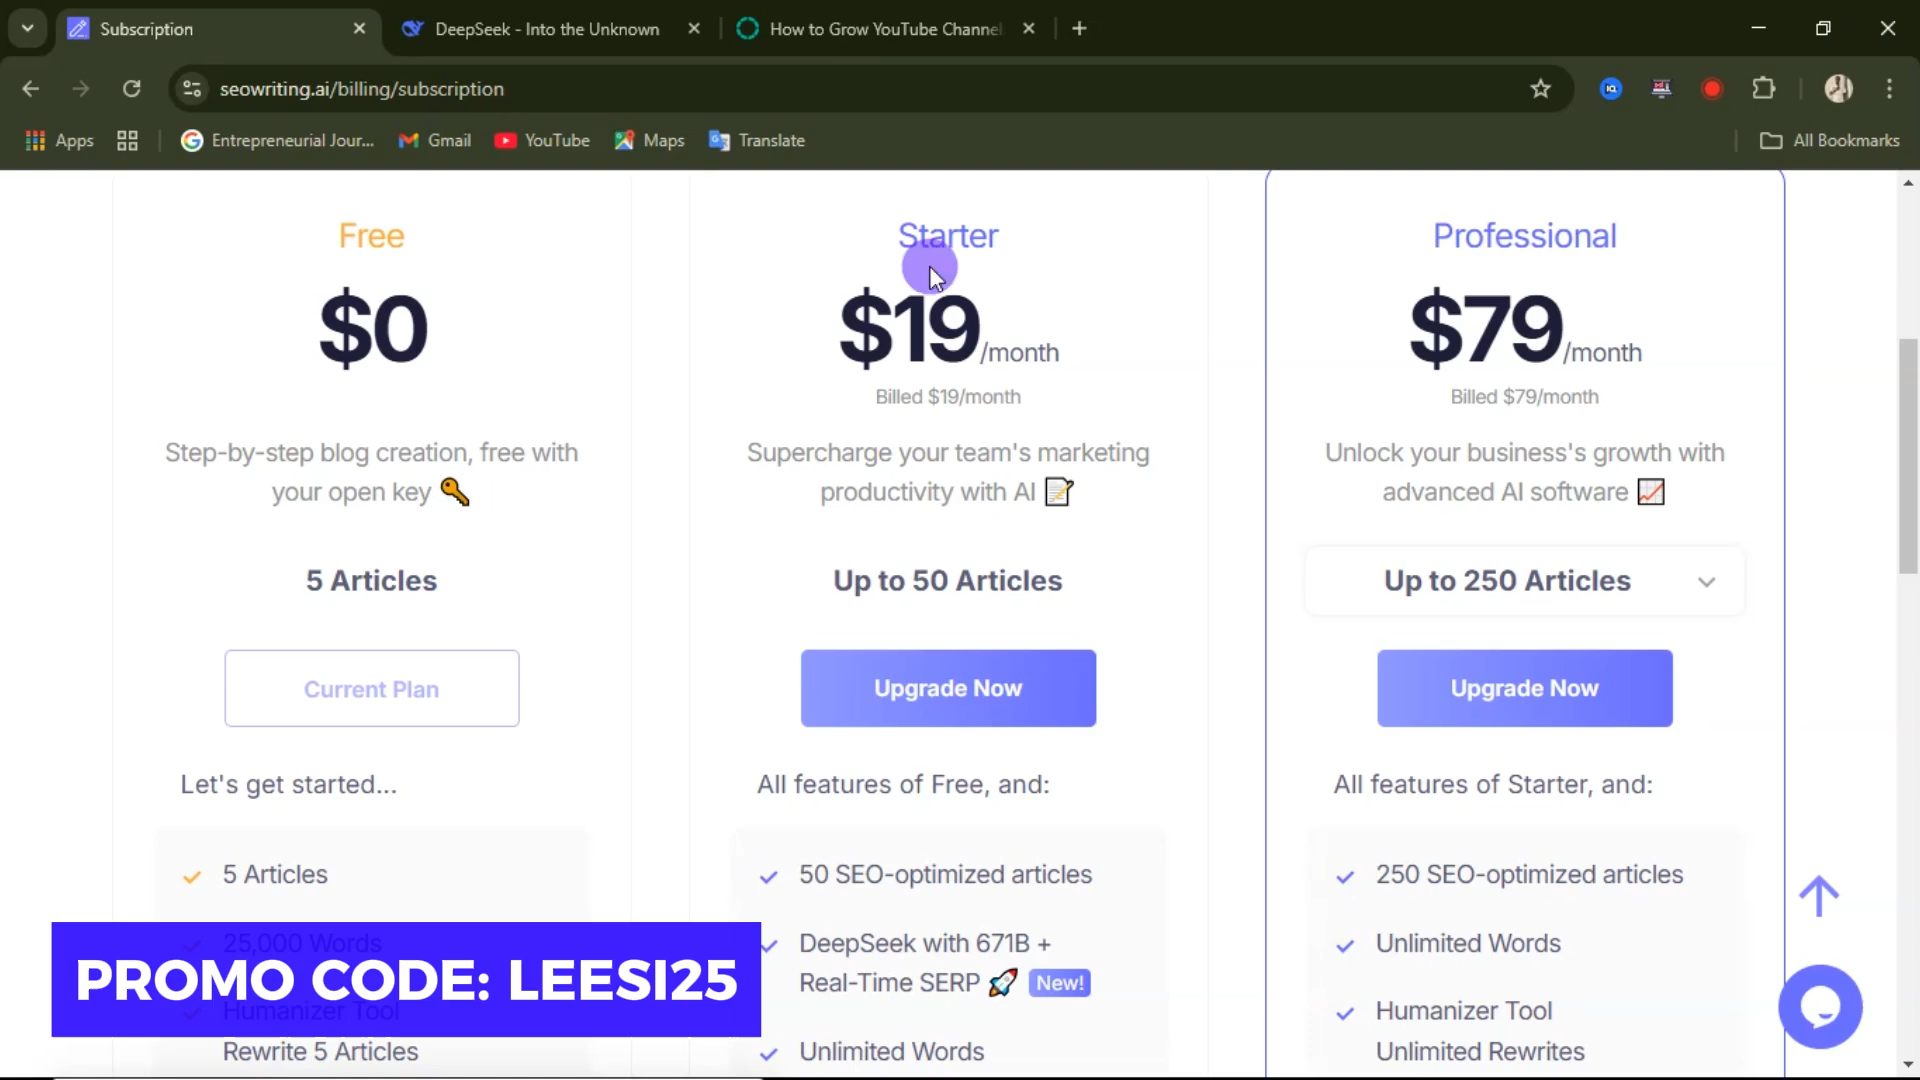 Subscription
DeepSeek - Into the Unknown
How to Grow YouTube Channel
seowriting.ai/billing/subscription
Apps
Entrepreneurial Jour...
Gmail
YouTube
Maps
Translate
All Bookmarks
Free
$0
Step-by-step blog creation, free with
your open key
5 Articles
Current Plan
Let's get started...
5 Articles
25,000 Words
Humanizer Tool
Rewrite 5 Articles
Starter
$19/month
Billed $19/month
Supercharge your team's marketing
productivity with AI
Up to 50 Articles
Upgrade Now
All features of Free, and:
50 SEO-optimized articles
DeepSeek with 671B +
Real-Time SERP 🚀 New!
Unlimited Words
Professional
$79/month
Billed $79/month
Unlock your business's growth with
advanced AI software
Up to 250 Articles
Upgrade Now
All features of Starter, and:
250 SEO-optimized articles
Unlimited Words
Humanizer Tool
Unlimited Rewrites
PROMO CODE: LEESI25